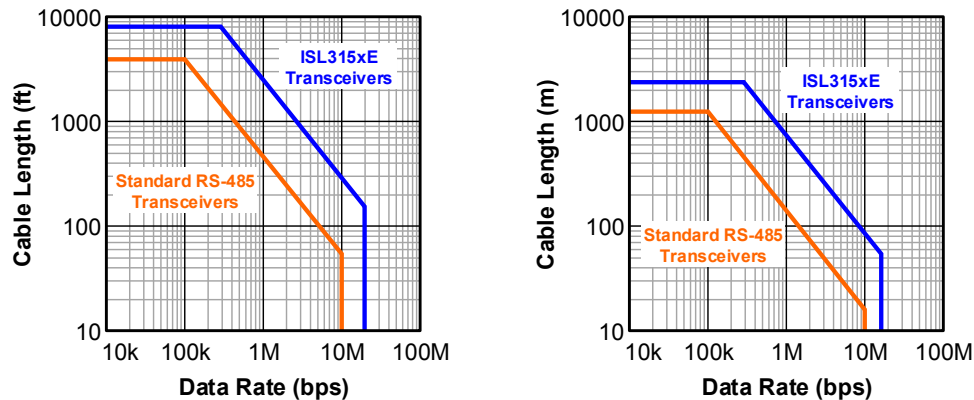 10000
1000
100
10
Cable Length (ft)
ISL315xE
Transceivers
Standard RS-485
Transceivers
10k 100k 1M 10M 100M
Data Rate (bps)
10000
1000
100
10
Cable Length (m)
ISL315xE
Transceivers
Standard RS-485
Transceivers
10k 100k 1M 10M 100M
Data Rate (bps)